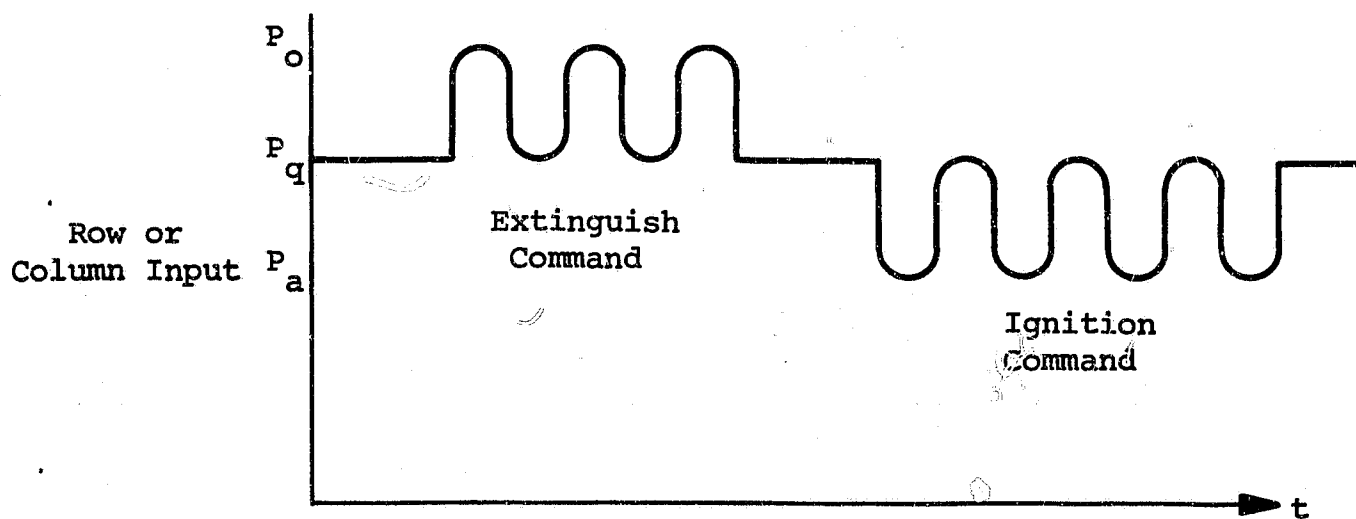 P_o
P_q
Row or
Column Input P_a
Extinguish
Command
Ignition
Command
t